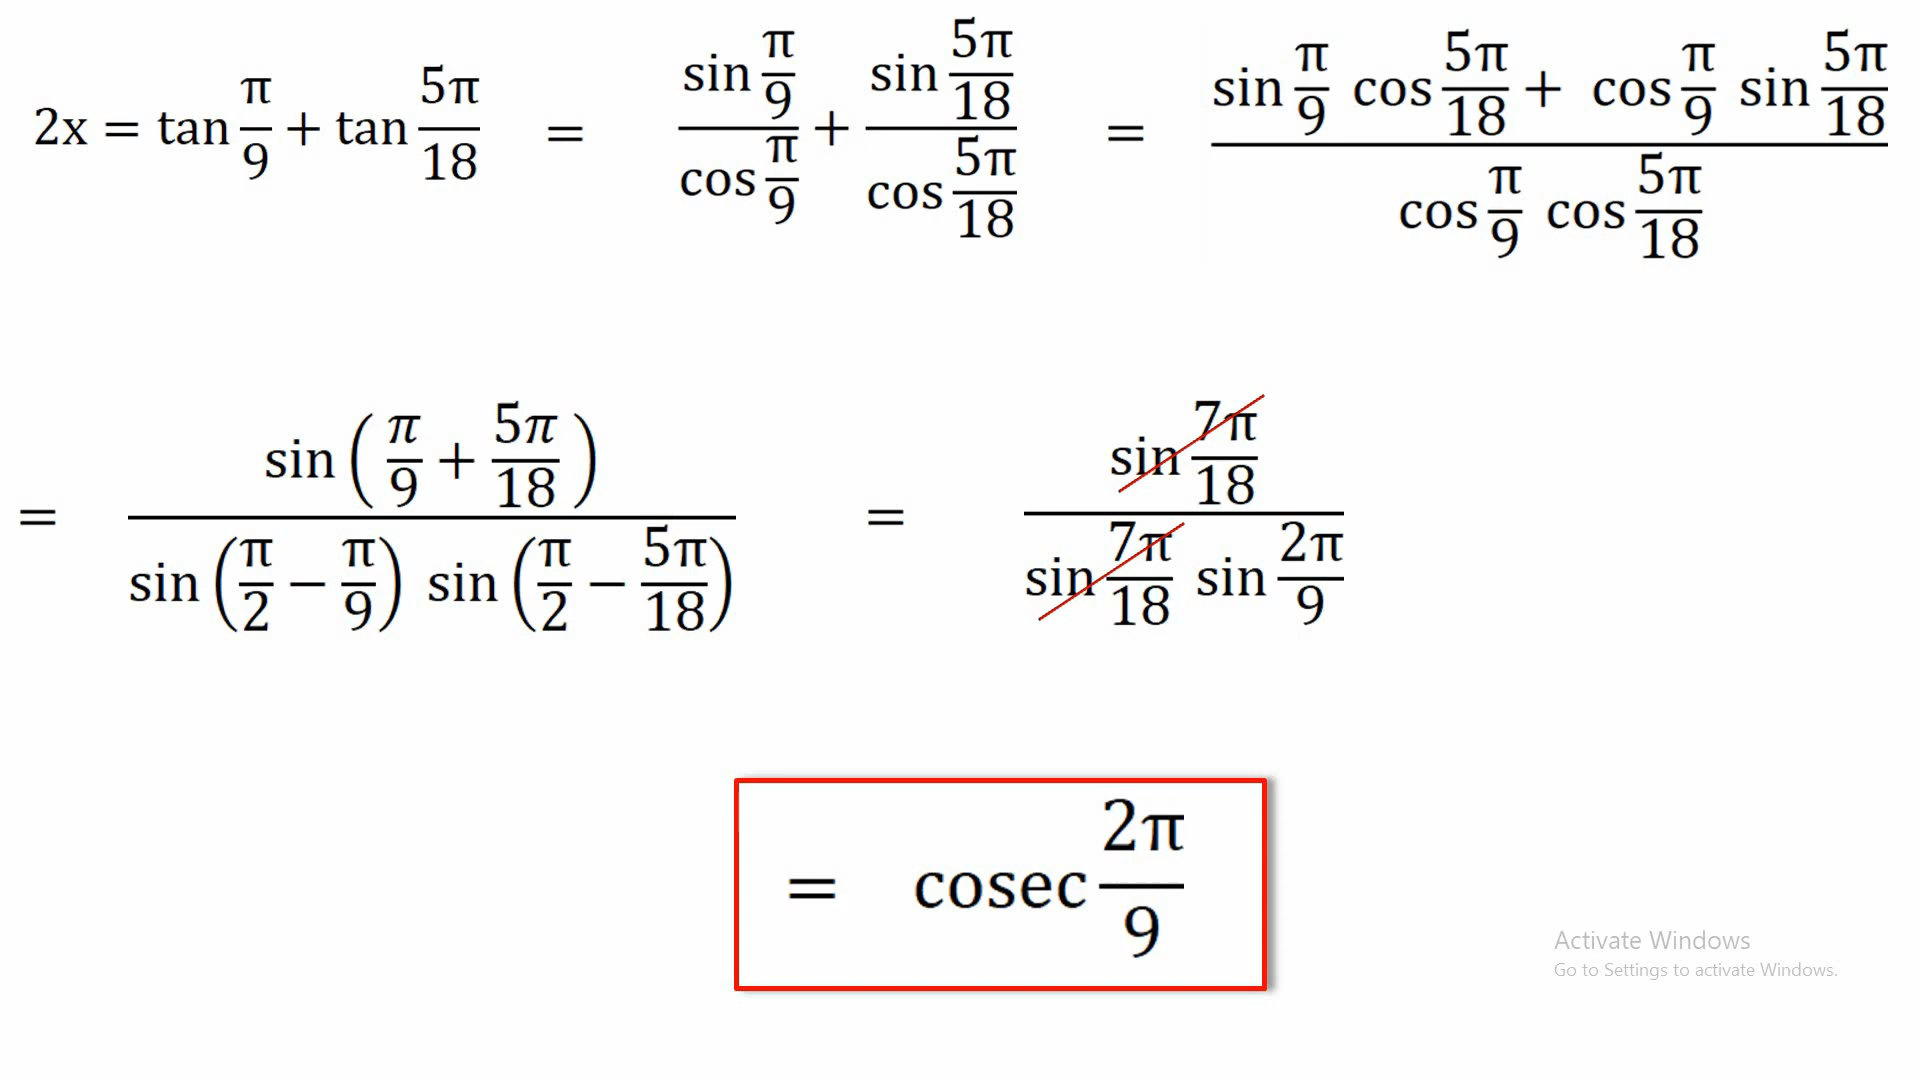 2x = tan π/9 + tan 5π/18 = (sin π/9)/(cos π/9) + (sin 5π/18)/(cos 5π/18) = (sin π/9 cos 5π/18 + cos π/9 sin 5π/18)/(cos π/9 cos 5π/18)
= sin (π/9 + 5π/18)/(sin (π/2 − π/9) sin (π/2 − 5π/18)) = (sin 7π/18)/(sin 7π/18 sin 2π/9)
= cosec 2π/9
Activate Windows
Go to Settings to activate Windows.